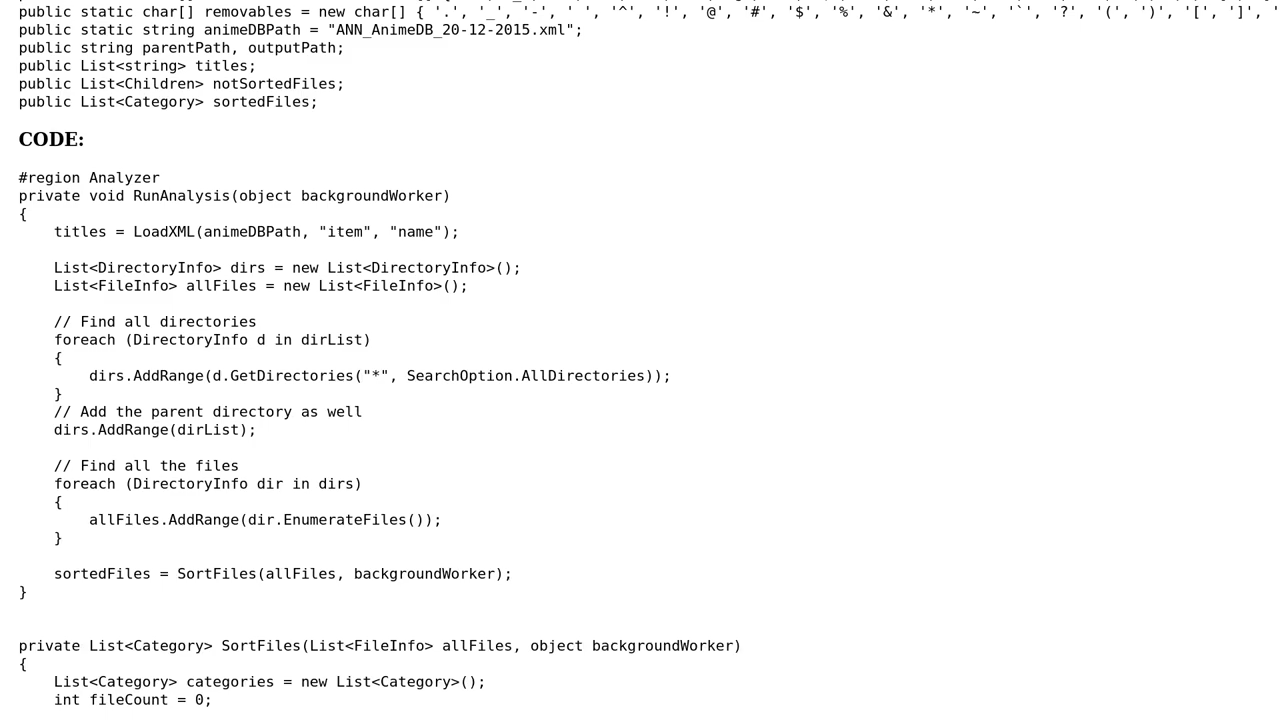 public static char[] removables = new char[] { '.', '_', '-', ' ', '^', '!', '@', '#', '$', '%', '&', '*', '~', '`', '?', '(', ')', '[', ']', '
public static string animeDBPath = "ANN_AnimeDB_20-12-2015.xml";
public string parentPath, outputPath;
public List<string> titles;
public List<Children> notSortedFiles;
public List<Category> sortedFiles;
CODE:
#region Analyzer
private void RunAnalysis(object backgroundWorker)
{
    titles = LoadXML(animeDBPath, "item", "name");
    List<DirectoryInfo> dirs = new List<DirectoryInfo>();
    List<FileInfo> allFiles = new List<FileInfo>();
    // Find all directories
    foreach (DirectoryInfo d in dirList)
    {
        dirs.AddRange(d.GetDirectories("*", SearchOption.AllDirectories));
    }
    // Add the parent directory as well
    dirs.AddRange(dirList);
    // Find all the files
    foreach (DirectoryInfo dir in dirs)
    {
        allFiles.AddRange(dir.EnumerateFiles());
    }
    sortedFiles = SortFiles(allFiles, backgroundWorker);
}
private List<Category> SortFiles(List<FileInfo> allFiles, object backgroundWorker)
{
    List<Category> categories = new List<Category>();
    int fileCount = 0;